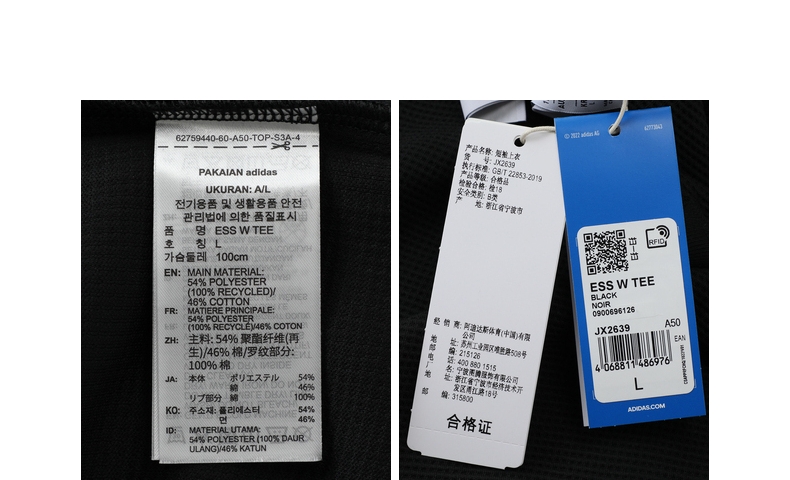 62759440-60-A50-TOP-S3A-4
PAKAIAN adidas
UKURAN: A/L
전기용품 및 생활용품 안전
관리법에 의한 품질표시
품 명 ESS W TEE
호 칭 L
가슴둘레 100cm
EN: MAIN MATERIAL:
54% POLYESTER
(100% RECYCLED)/
46% COTTON
FR: MATIERE PRINCIPALE:
54% POLYESTER
(100% RECYCLE)/46% COTON
ZH: 主料: 54% 聚酯纤维(再
生)/46% 棉/罗纹部分:
100% 棉
JA: 本体 ポリエステル 54%
綿 46%
リブ部分 綿 100%
KO: 주소재: 폴리에스터 54%
면 46%
ID: MATERIAL UTAMA:
54% POLYESTER (100% DAUR
ULANG)/46% KATUN
产品名称: 短袖上衣
货 号: JX2639
执行标准: GB/T 22853-2019
产品等级: 合格品
检验合格: 检18
安全类别: B类
产 地: 浙江省宁波市
经 销 商: 阿迪达斯体育(中国)有限
公司
地 址: 苏州工业园区难胜路508号
邮 编: 215126
电 话: 400 880 1515
厂 名: 宁波甬腾服饰有限公司
地 址: 浙江省宁波市经济技术开
发区甬江路18号
邮 编: 315800
合格证
© 2022 adidas AG
62773043
RFID
ESS W TEE
BLACK
NOIR
0900696126
JX2639 A50
EAN
4 068811 486976
L
ADIDAS.COM